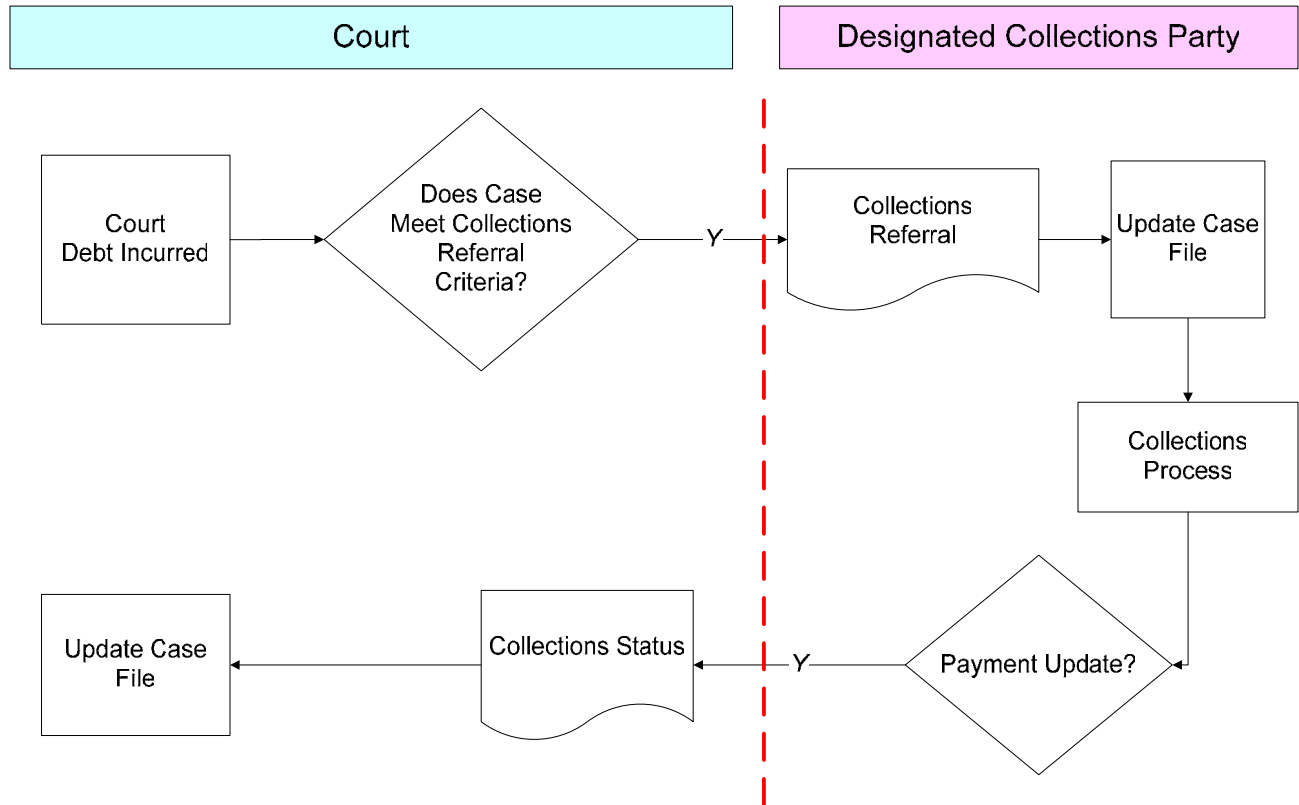 Court
Designated Collections Party
Court
Debt Incurred
Does Case
Meet Collections
Referral
Criteria?
Y
Collections
Referral
Update Case
File
Collections
Process
Payment Update?
Y
Collections Status
Update Case
File